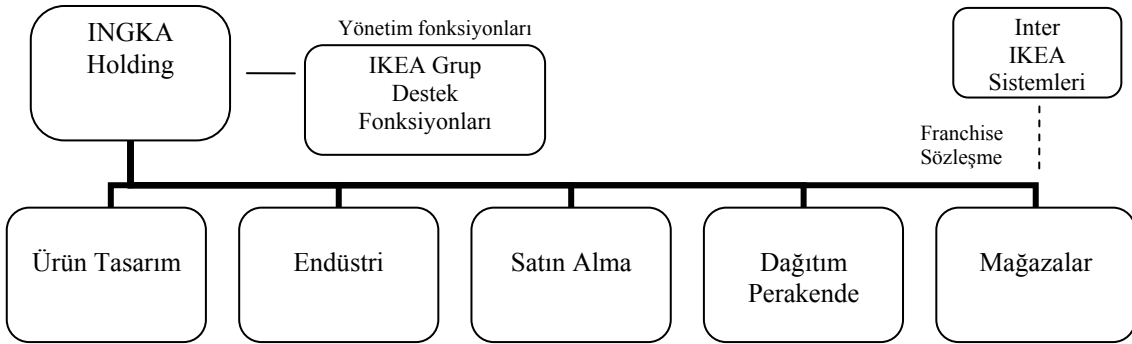 INGKA
Holding
Yönetim fonksiyonları
IKEA Grup
Destek
Fonksiyonları
Inter
IKEA
Sistemleri
Franchise
Sözleşme
Ürün Tasarım
Endüstri
Satın Alma
Dağıtım
Perakende
Mağazalar